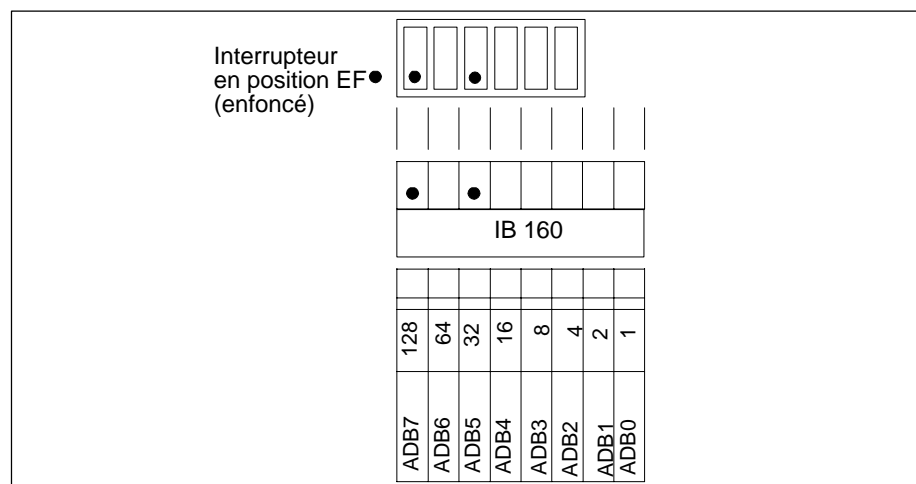 Interrupteur
en position EF
(enfoncé)
IB 160
128 64 32 16 8 4 2 1
ADB7 ADB6 ADB5 ADB4 ADB3 ADB2 ADB1 ADB0